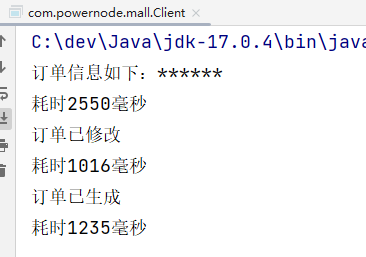 com.powernode.mall.Client
C:\dev\Java\jdk-17.0.4\bin\java
订单信息如下：******
耗时2550毫秒
订单已修改
耗时1016毫秒
订单已生成
耗时1235毫秒